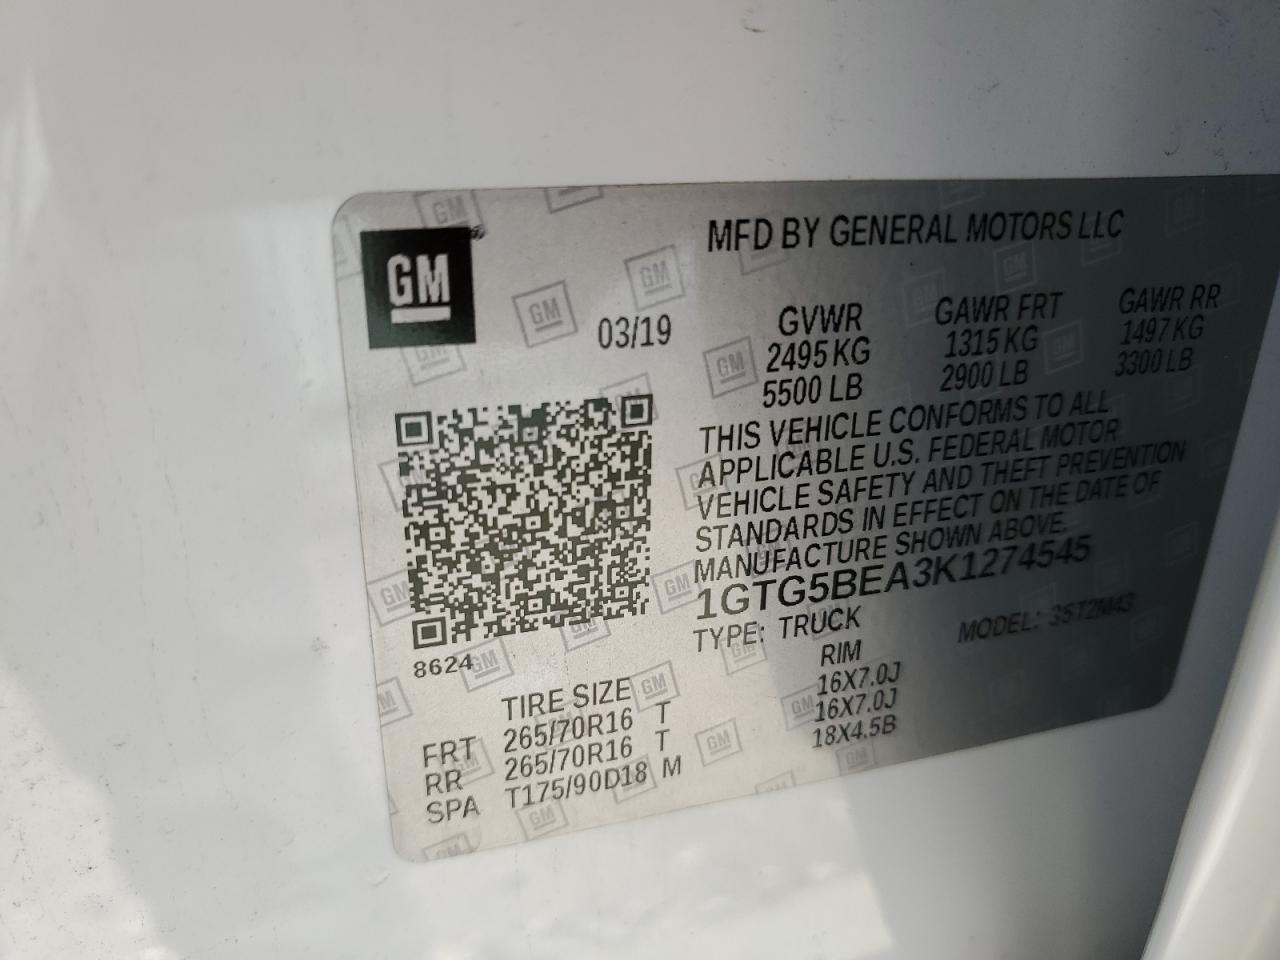 GM
MFD BY GENERAL MOTORS LLC
03/19
GVWR GAWR FRT GAWR RR
2495 KG 1315 KG 1497 KG
5500 LB 2900 LB 3300 LB
THIS VEHICLE CONFORMS TO ALL
APPLICABLE U.S. FEDERAL MOTOR
VEHICLE SAFETY AND THEFT PREVENTION
STANDARDS IN EFFECT ON THE DATE OF
MANUFACTURE SHOWN ABOVE.
1GTG5BEA3K1274545
TYPE: TRUCK MODEL: 3ST2M43
8624
TIRE SIZE RIM
FRT 265/70R16 T 16X7.0J
RR 265/70R16 T 16X7.0J
SPA T175/90D18 M 18X4.5B